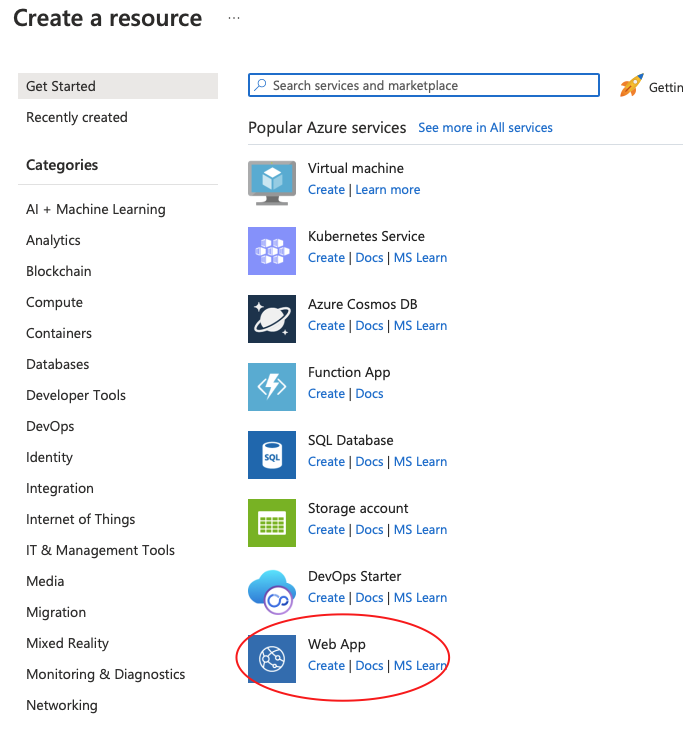 Create a resource ...
Get Started
Recently created
Categories
AI + Machine Learning
Analytics
Blockchain
Compute
Containers
Databases
Developer Tools
DevOps
Identity
Integration
Internet of Things
IT & Management Tools
Media
Migration
Mixed Reality
Monitoring & Diagnostics
Networking
Search services and marketplace
Gettin
Popular Azure services See more in All services
Virtual machine
Create | Learn more
Kubernetes Service
Create | Docs | MS Learn
Azure Cosmos DB
Create | Docs | MS Learn
Function App
Create | Docs
SQL
SQL Database
Create | Docs | MS Learn
Storage account
Create | Docs | MS Learn
DevOps Starter
Create | Docs | MS Learn
Web App
Create | Docs | MS Learn